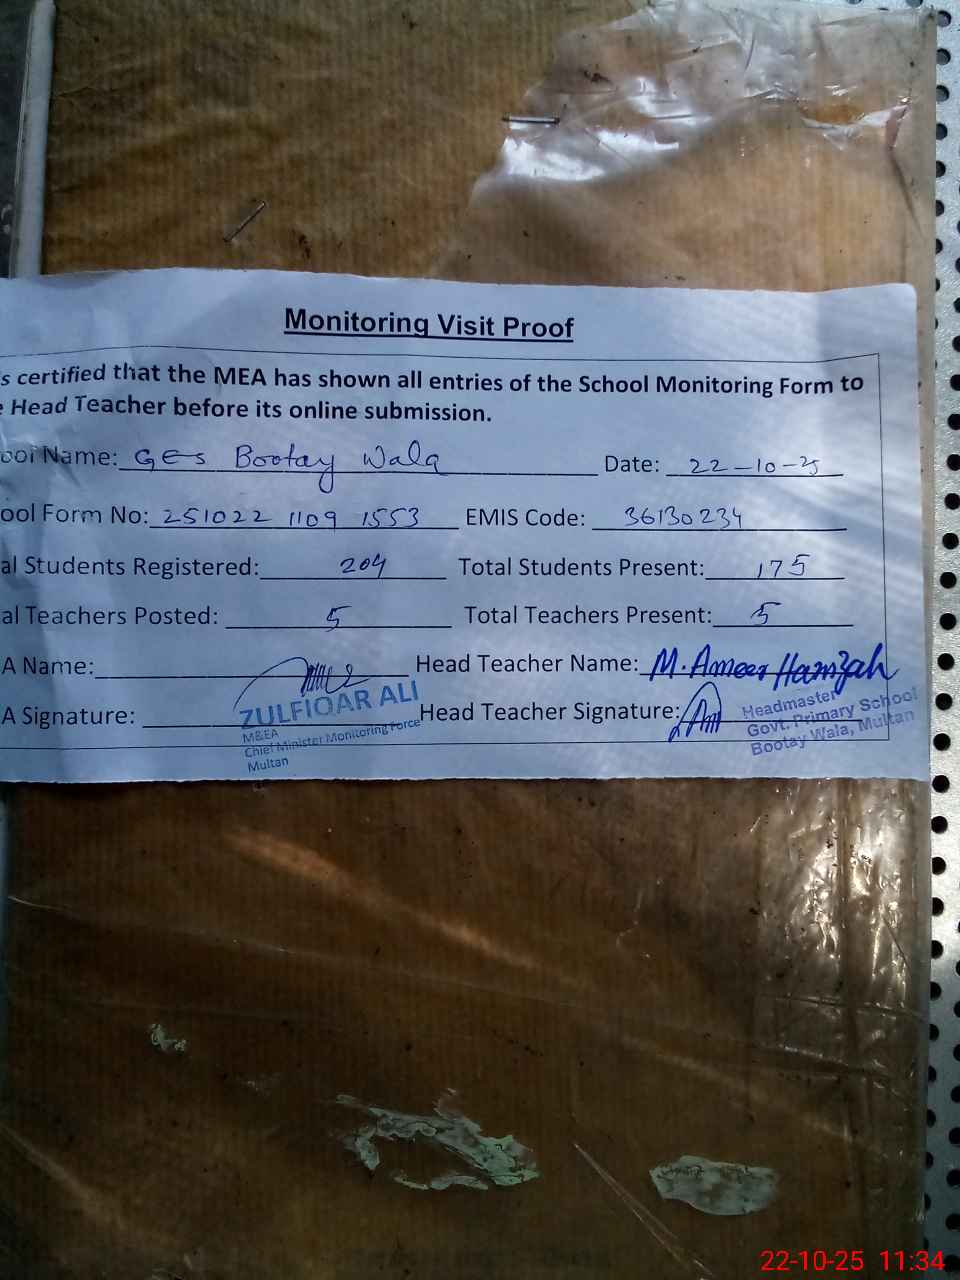 Monitoring Visit Proof
s certified that the MEA has shown all entries of the School Monitoring Form to
e Head Teacher before its online submission.
ool Name: GES Bootay Wala Date: 22-10-25
ool Form No: 251022 1109 1553 EMIS Code: 36130234
al Students Registered: 204 Total Students Present: 175
al Teachers Posted: 5 Total Teachers Present: 5
A Name: Head Teacher Name: M. Ameer Hamzah
A Signature: Head Teacher Signature:
ZULFIQAR ALI
M&EA
Chief Minister Monitoring Force
Multan
Headmaster
Govt. Primary School
Bootay Wala, Multan
22-10-25 11:34